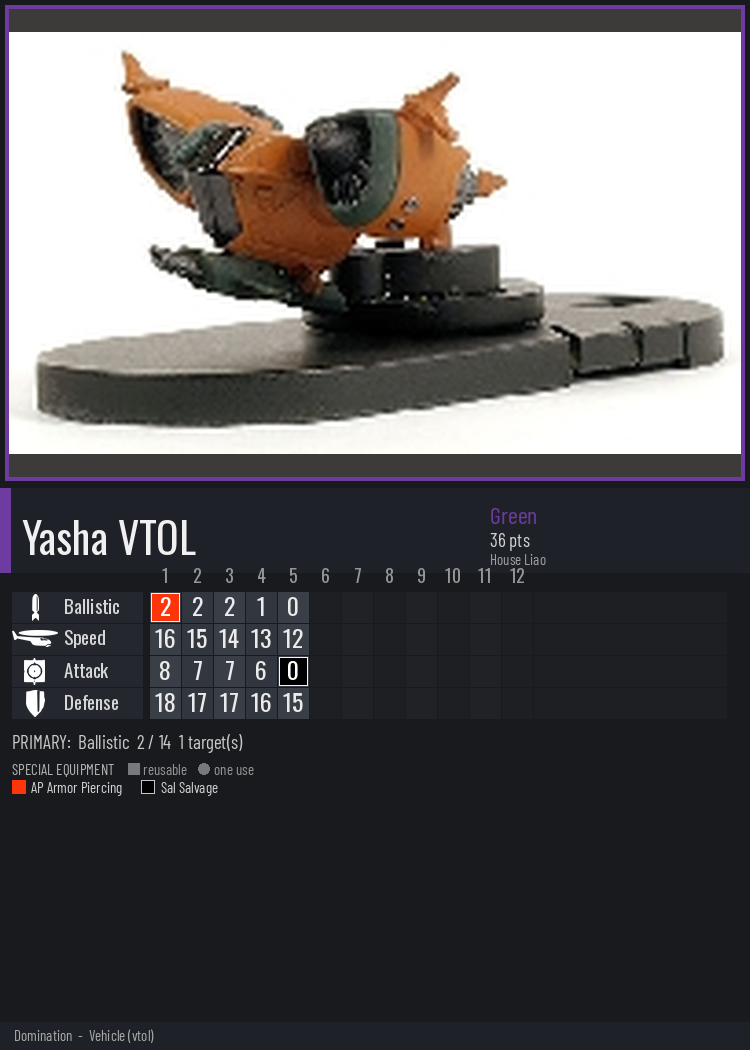 Yasha VTOL
Green
36 pts
House Liao
1 2 3 4 5 6 7 8 9 10 11 12
Ballistic 2 2 2 1 0
Speed 16 15 14 13 12
Attack 8 7 7 6 0
Defense 18 17 17 16 15
PRIMARY: Ballistic 2 / 14 1 target(s)
SPECIAL EQUIPMENT reusable one use
AP Armor Piercing Sal Salvage
Domination - Vehicle (vtol)